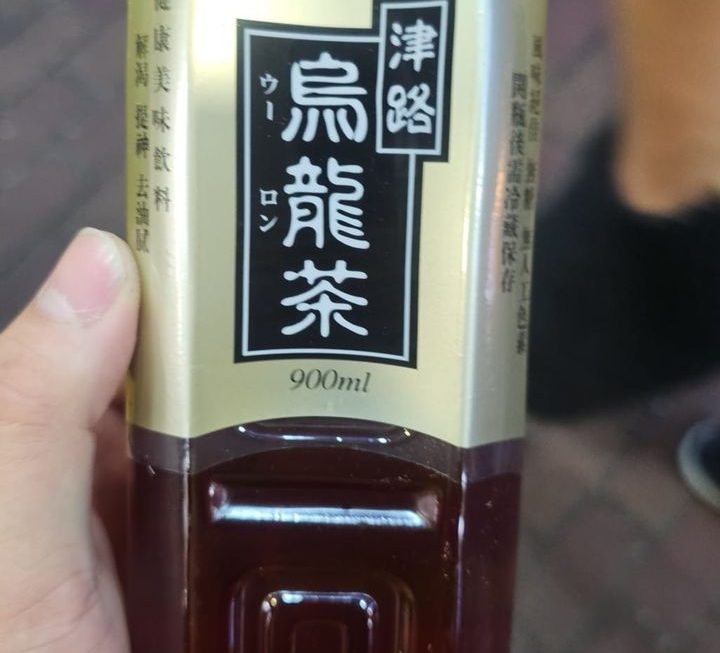 津路
烏龍茶
ウーロン
900ml
健康美味飲料
解渴 提神 去油膩
開瓶後需冷藏保存